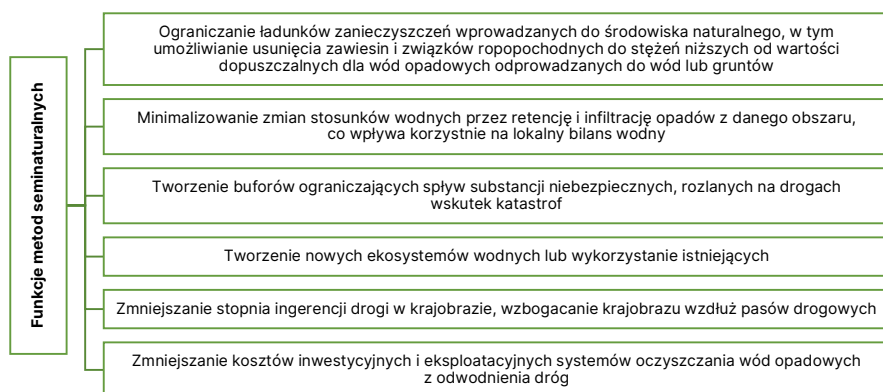 Funkcje metod seminaturalnych
Ograniczanie ładunków zanieczyszczeń wprowadzanych do środowiska naturalnego, w tym
umożliwianie usunięcia zawiesin i związków ropopochodnych do stężeń niższych od wartości
dopuszczalnych dla wód opadowych odprowadzanych do wód lub gruntów
Minimalizowanie zmian stosunków wodnych przez retencję i infiltrację opadów z danego obszaru,
co wpływa korzystnie na lokalny bilans wodny
Tworzenie buforów ograniczających spływ substancji niebezpiecznych, rozlanych na drogach
wskutek katastrof
Tworzenie nowych ekosystemów wodnych lub wykorzystanie istniejących
Zmniejszanie stopnia ingerencji drogi w krajobrazie, wzbogacanie krajobrazu wzdłuż pasów drogowych
Zmniejszanie kosztów inwestycyjnych i eksploatacyjnych systemów oczyszczania wód opadowych
z odwodnienia dróg